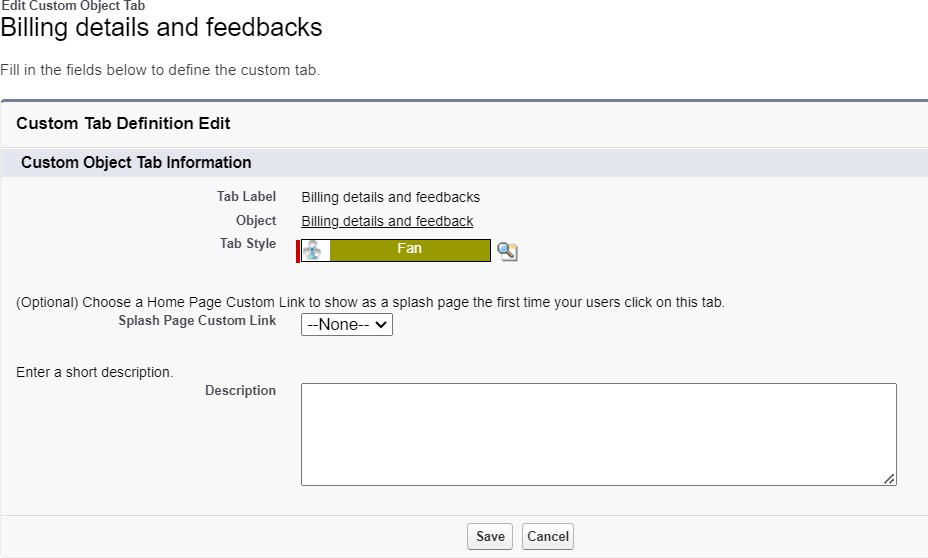 Edit Custom Object Tab
Billing details and feedbacks
Fill in the fields below to define the custom tab.
Custom Tab Definition Edit
Custom Object Tab Information
Tab Label Billing details and feedbacks
Object Billing details and feedback
Tab Style Fan
(Optional) Choose a Home Page Custom Link to show as a splash page the first time your users click on this tab.
Splash Page Custom Link --None--
Enter a short description.
Description
Save Cancel